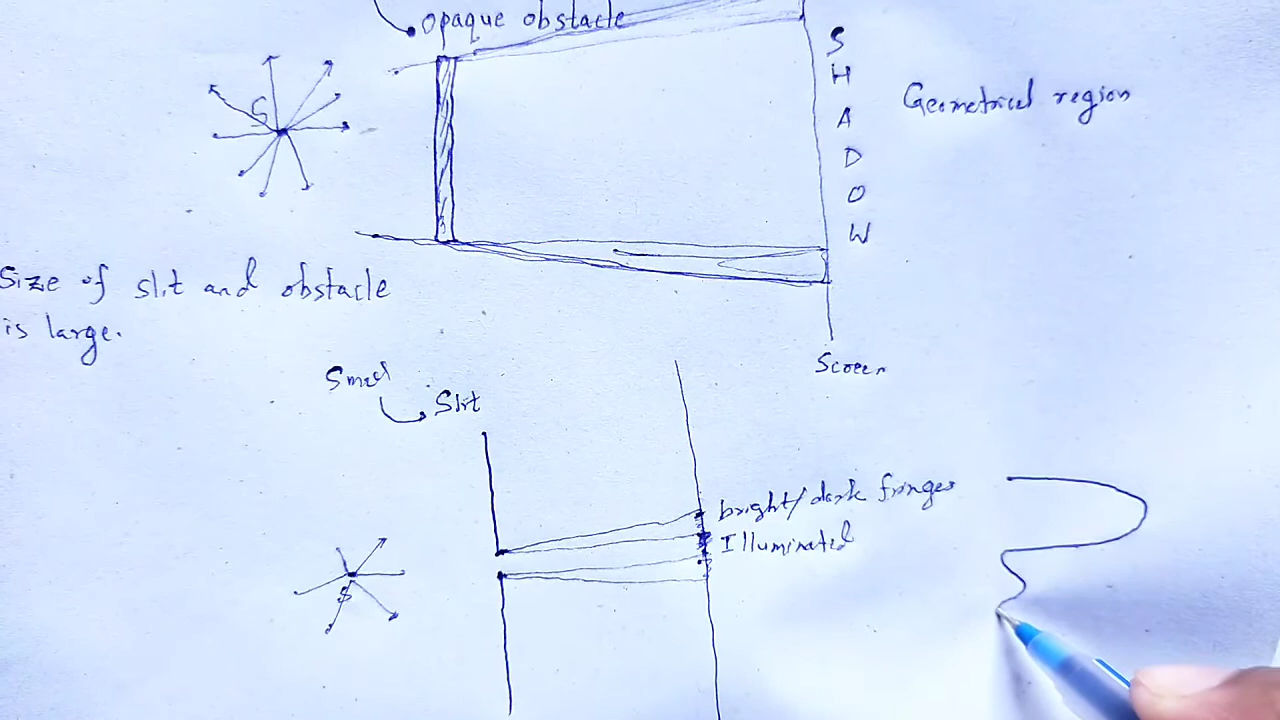 opaque obstacle
S
H
A
D
O
W
Geometrical region
S
Size of slit and obstacle
is large.
Screen
Small
Slit
bright/dark fringes
Illuminated
S